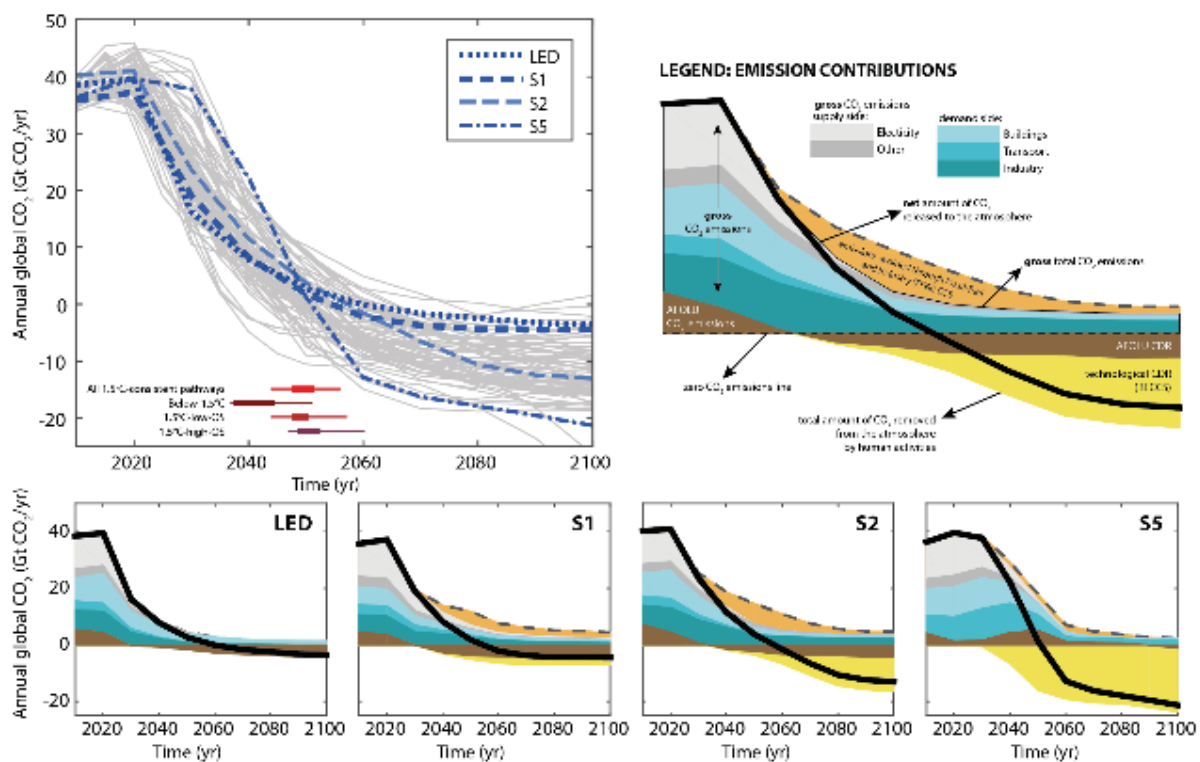 50
40
30
20
10
0
-10
-20
Annual global CO₂ (Gt CO₂/yr)
LED
S1
S2
S5
All 1.5°C-consistent pathways
Below 1.5°C
1.5°C-low-OS
1.5°C-high-OS
2020 2040 2060 2080 2100
Time (yr)
LEGEND: EMISSION CONTRIBUTIONS
gross CO₂ emissions
supply side:
Electicity
Other
demand side:
Buildings
Transport
Industry
gross
CO₂ emissions
net amount of CO₂
released to the atmosphere
gross total CO₂ emissions
AFOLU
CO₂ emissions
AFOLU CDR
technological CDR
(BECCS)
zero CO₂ emissions line
total amount of CO₂ removed
from the atmosphere
by human activities
Annual global CO₂ (Gt CO₂/yr)
40
20
0
-20
LED
2020 2040 2060 2080 2100
Time (yr)
S1
2020 2040 2060 2080 2100
Time (yr)
S2
2020 2040 2060 2080 2100
Time (yr)
S5
2020 2040 2060 2080 2100
Time (yr)